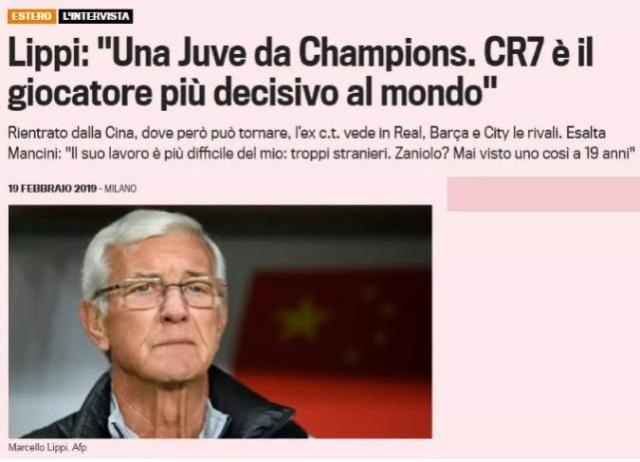 ESTERO L'INTERVISTA
Lippi: "Una Juve da Champions. CR7 è il
giocatore più decisivo al mondo"
Rientrato dalla Cina, dove però può tornare, l'ex c.t. vede in Real, Barça e City le rivali. Esalta
Mancini: "Il suo lavoro è più difficile del mio: troppi stranieri. Zaniolo? Mai visto uno così a 19 anni"
19 FEBBRAIO 2019 - MILANO
Marcello Lippi. Afp